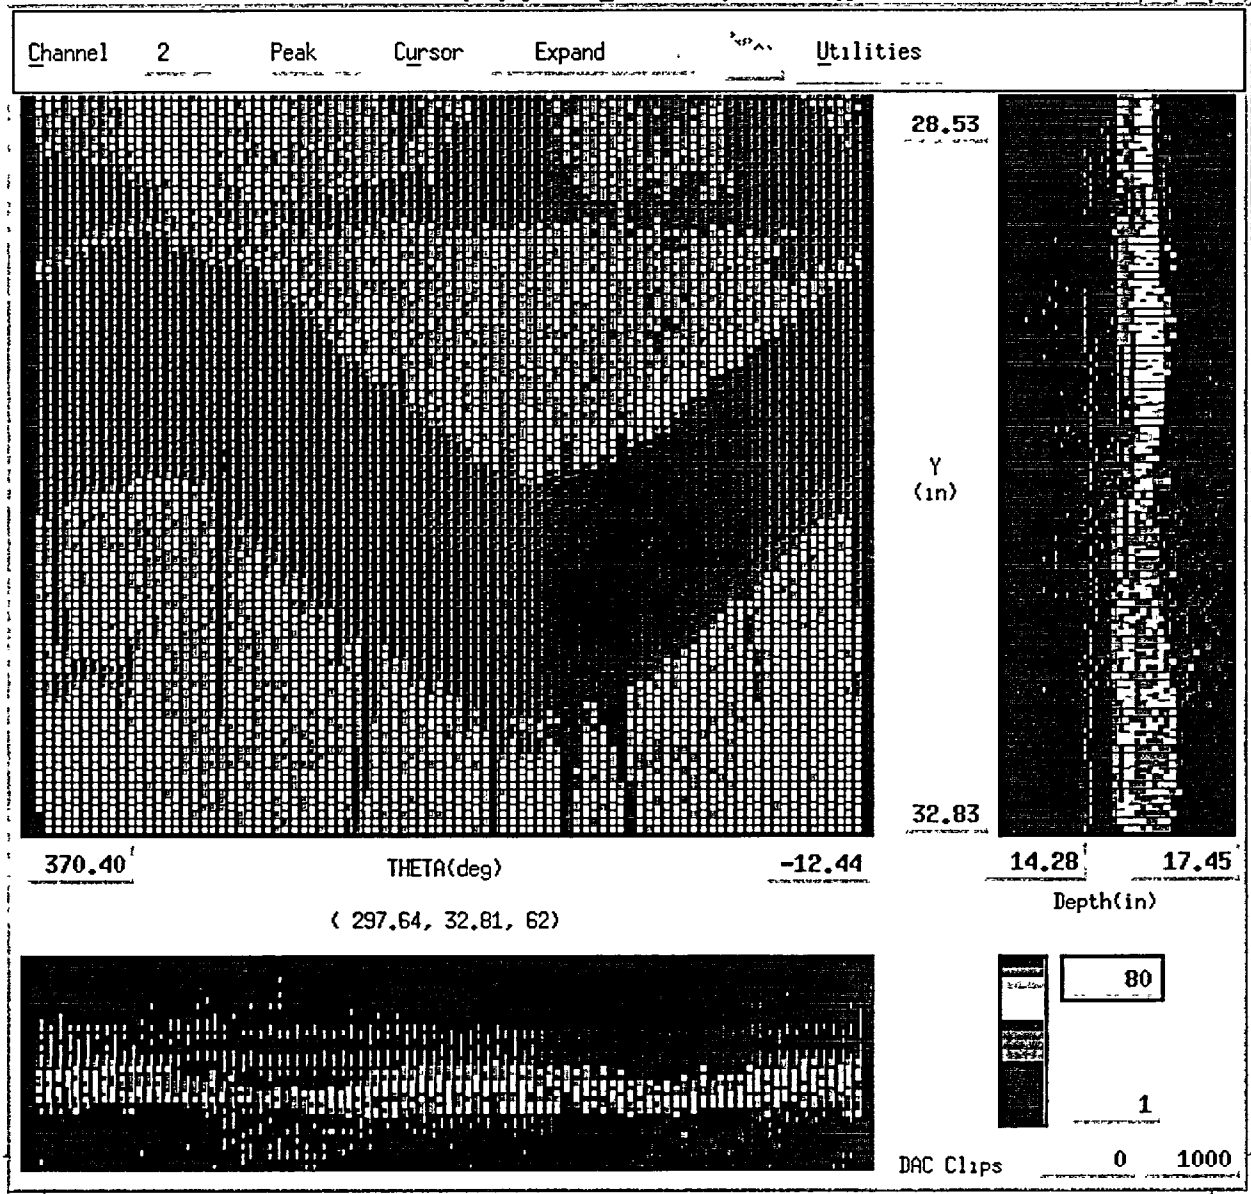 Channel 2 Peak Cursor Expand Utilities
28.53
Y
(in)
32.83
370.40 THETA(deg) -12.44 14.28 17.45
Depth(in)
( 297.64, 32.81, 62)
80
1
DAC Clips 0 1000